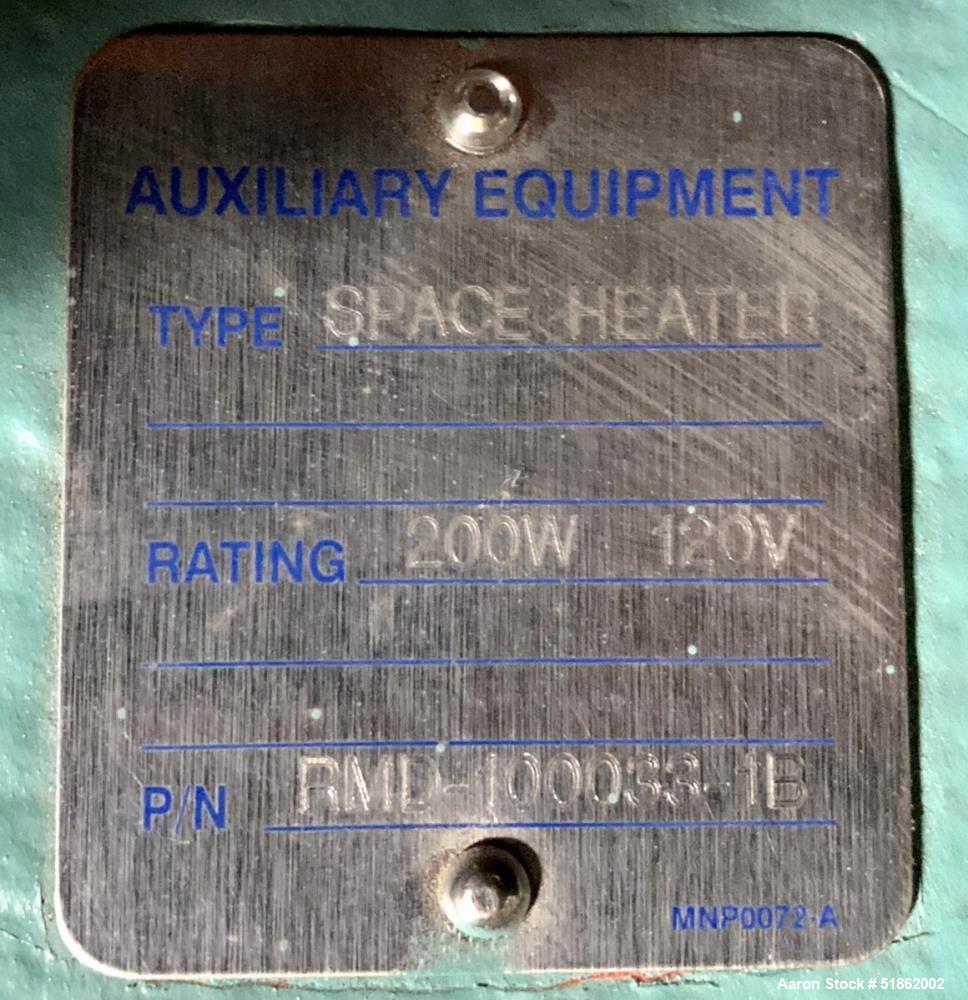 AUXILIARY EQUIPMENT
TYPE SPACE HEATER
RATING 200W 120V
P/N RMD-100033-1B
MNP0072-A
Aaron Stock # 51862002